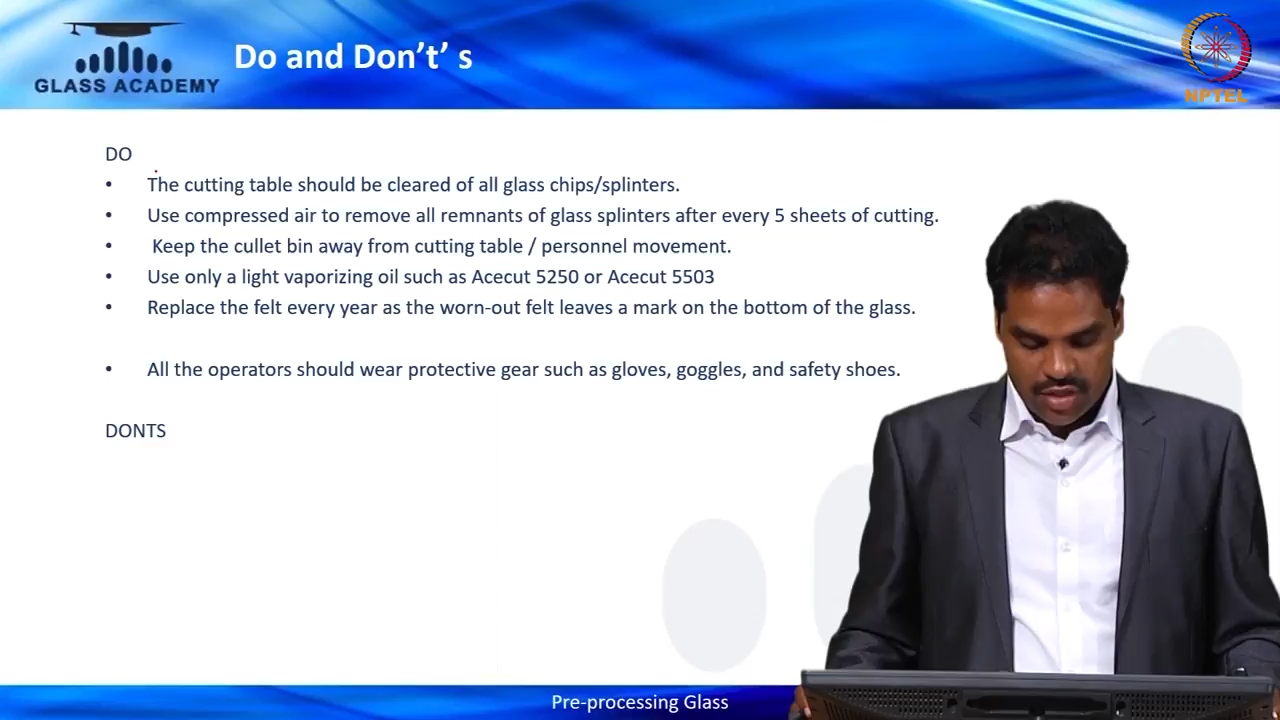 GLASS ACADEMY
Do and Don't' s
NPTEL
DO
• The cutting table should be cleared of all glass chips/splinters.
• Use compressed air to remove all remnants of glass splinters after every 5 sheets of cutting.
• Keep the cullet bin away from cutting table / personnel movement.
• Use only a light vaporizing oil such as Acecut 5250 or Acecut 5503
• Replace the felt every year as the worn-out felt leaves a mark on the bottom of the glass.
• All the operators should wear protective gear such as gloves, goggles, and safety shoes.
DONTS
Pre-processing Glass